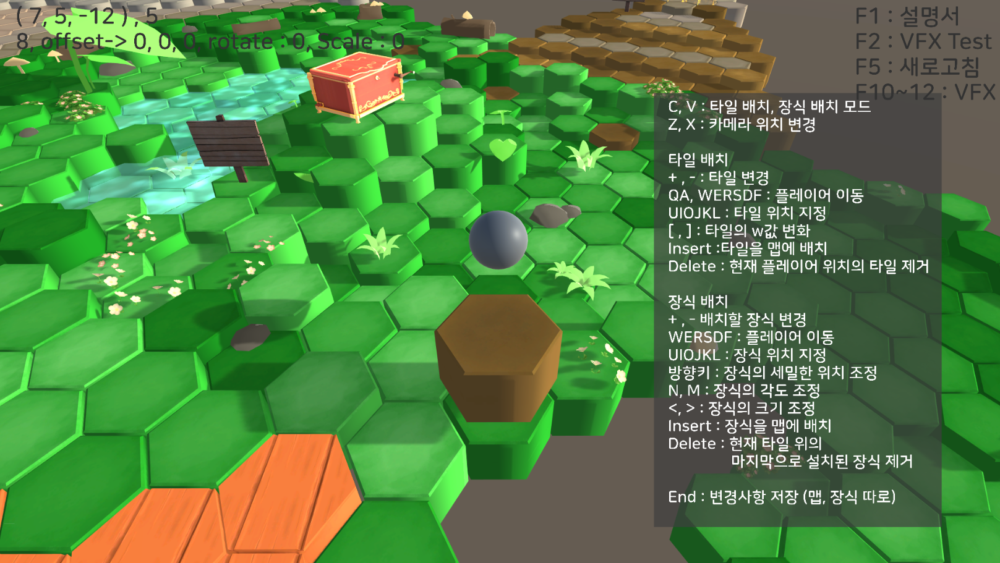 ( 7, 5, -12 ) , 5
8, offset-> 0, 0, 0, rotate : 0, Scale : 0
F1 : 설명서
F2 : VFX Test
F5 : 새로고침
F10~12 : VFX
C, V : 타일 배치, 장식 배치 모드
Z, X : 카메라 위치 변경
타일 배치
+ , - : 타일 변경
QA, WERSDF : 플레이어 이동
UIOJKL : 타일 위치 지정
[ , ] : 타일의 w값 변화
Insert :타일을 맵에 배치
Delete : 현재 플레이어 위치의 타일 제거
장식 배치
+ , - 배치할 장식 변경
WERSDF : 플레이어 이동
UIOJKL : 장식 위치 지정
방향키 : 장식의 세밀한 위치 조정
N, M : 장식의 각도 조정
<, > : 장식의 크기 조정
Insert : 장식을 맵에 배치
Delete : 현재 타일 위의
마지막으로 설치된 장식 제거
End : 변경사항 저장 (맵, 장식 따로)